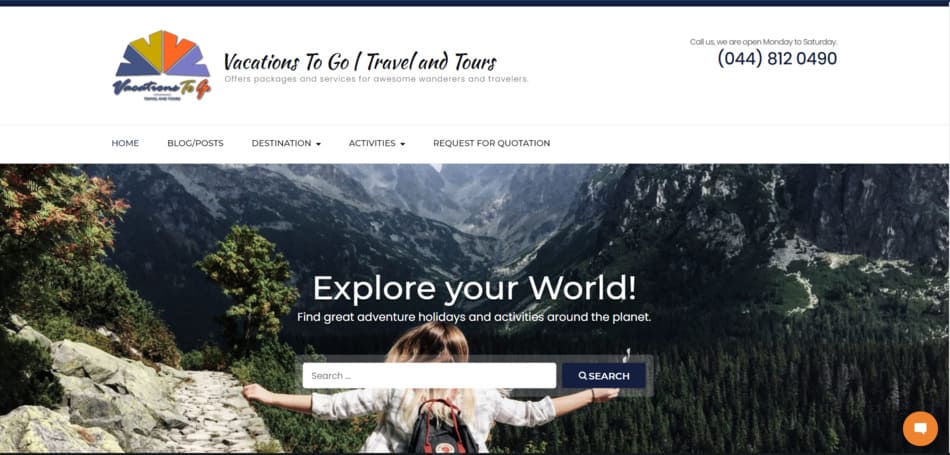 Vacations To Go
TRAVEL AND TOURS
Vacations To Go | Travel and Tours
Offers packages and services for awesome wanderers and travelers.
Call us, we are open Monday to Saturday.
(044) 812 0490
HOME BLOG/POSTS DESTINATION ACTIVITIES REQUEST FOR QUOTATION
Explore your World!
Find great adventure holidays and activities around the planet.
Search ...
SEARCH